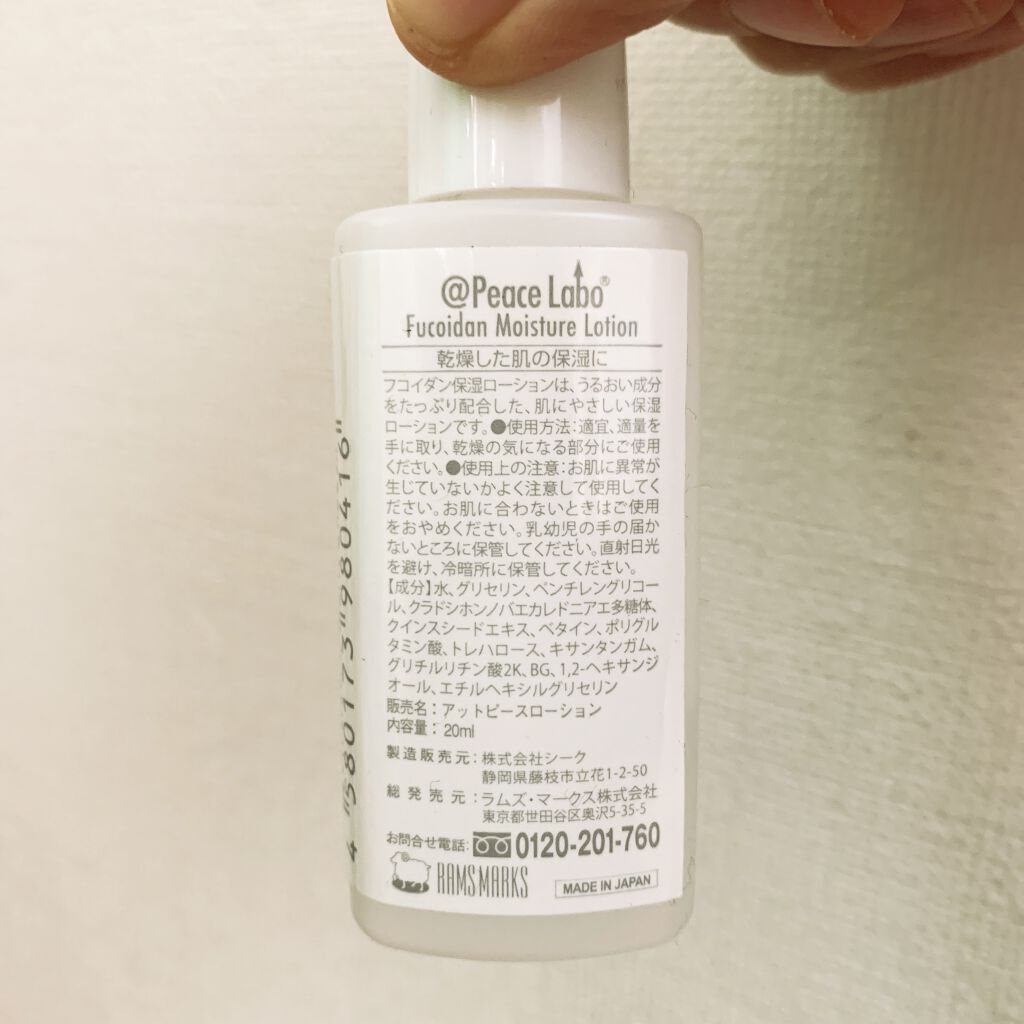 @Peace Labo®
Fucoidan Moisture Lotion
乾燥した肌の保湿に
フコイダン保湿ローションは、うるおい成分
をたっぷり配合した、肌にやさしい保湿
ローションです。●使用方法：適宜、適量を
手に取り、乾燥の気になる部分にご使用
ください。●使用上の注意：お肌に異常が
生じていないかよく注意して使用してく
ださい。お肌に合わないときはご使用
をおやめください。乳幼児の手の届か
ないところに保管してください。直射日光
を避け、冷暗所に保管してください。
【成分】水、グリセリン、ペンチレングリコー
ル、クラドシホンノバエカレドニアエ多糖体、
クインスシードエキス、ベタイン、ポリグル
タミン酸、トレハロース、キサンタンガム、
グリチルリチン酸2K、BG、1,2-ヘキサンジ
オール、エチルヘキシルグリセリン
販売名：アットピースローション
内容量：20ml
製造販売元：株式会社シーク
静岡県藤枝市立花1-2-50
総発売元：ラムズ・マークス株式会社
東京都世田谷区奥沢5-35-5
お問合せ電話：0120-201-760
RAMS MARKS
MADE IN JAPAN
4"580173"980416"